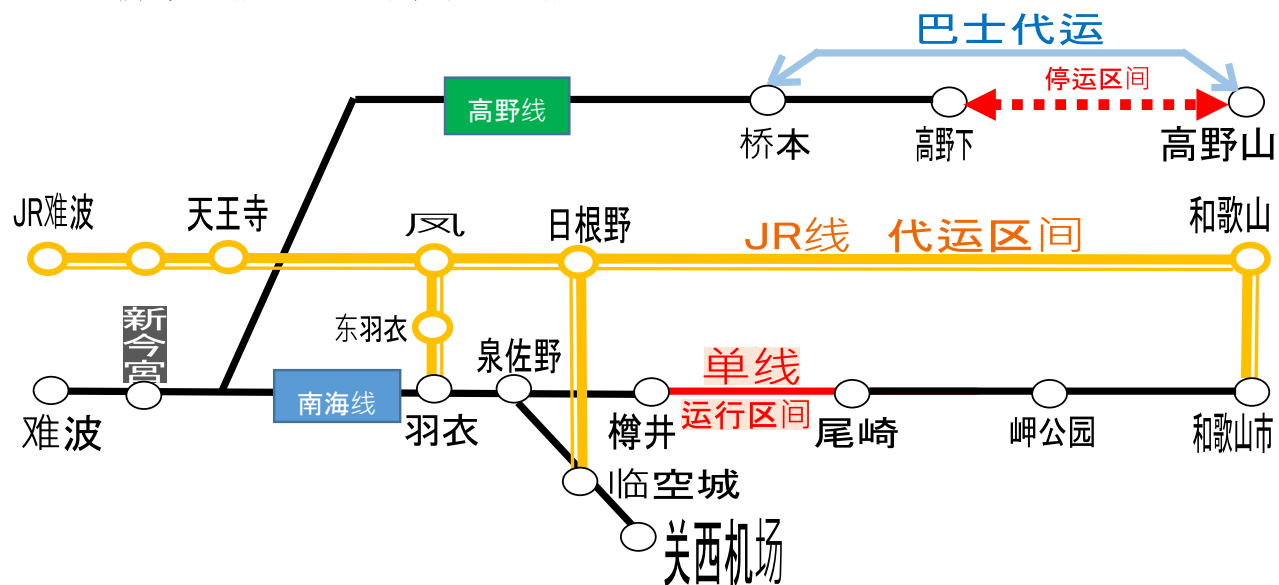 巴士代运
停运区间
高野线
桥本
高野下
高野山
JR难波
天王寺
凤
日根野
JR线 代运区间
和歌山
新今宫
东羽衣
泉佐野
单线
南海线
运行区间
难波
羽衣
樽井
尾崎
岬公园
和歌山市
临空城
关西机场